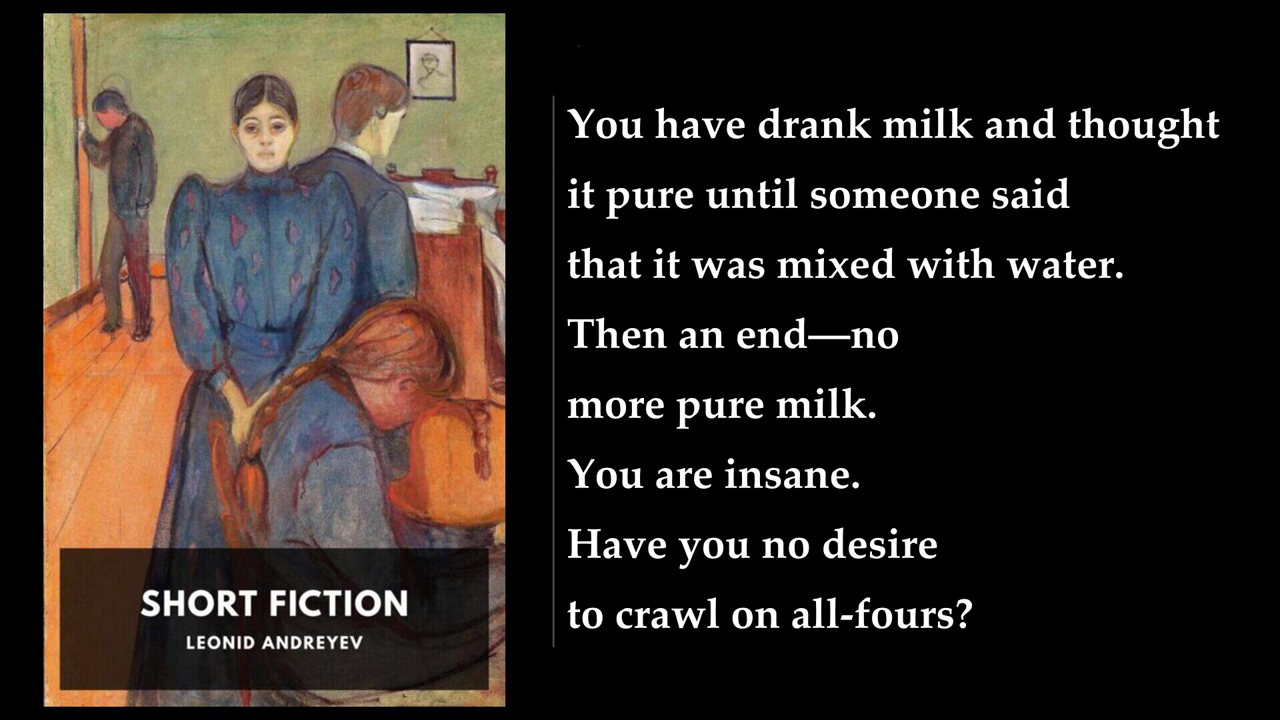 SHORT FICTION
LEONID ANDREYEV
You have drank milk and thought
it pure until someone said
that it was mixed with water.
Then an end—no
more pure milk.
You are insane.
Have you no desire
to crawl on all-fours?